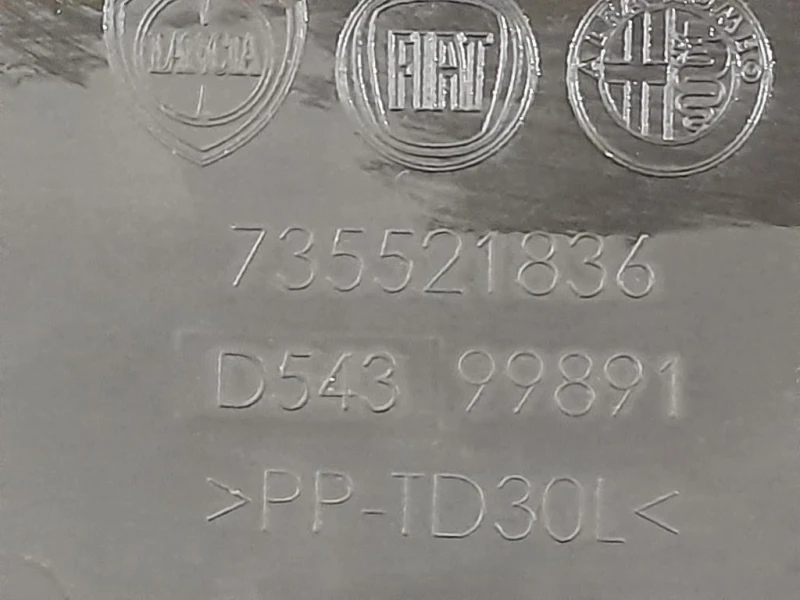 LANCIA FIAT ALFA ROMEO
735521836
D543 99891
>PP-TD30L<